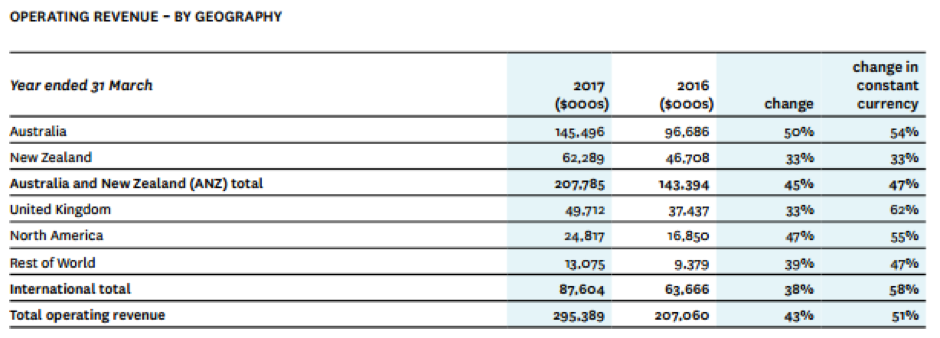 OPERATING REVENUE – BY GEOGRAPHY
Year ended 31 March 2017 ($000s) 2016 ($000s) change change in constant currency
Australia 145,496 96,686 50% 54%
New Zealand 62,289 46,708 33% 33%
Australia and New Zealand (ANZ) total 207,785 143,394 45% 47%
United Kingdom 49,712 37,437 33% 62%
North America 24,817 16,850 47% 55%
Rest of World 13,075 9,379 39% 47%
International total 87,604 63,666 38% 58%
Total operating revenue 295,389 207,060 43% 51%